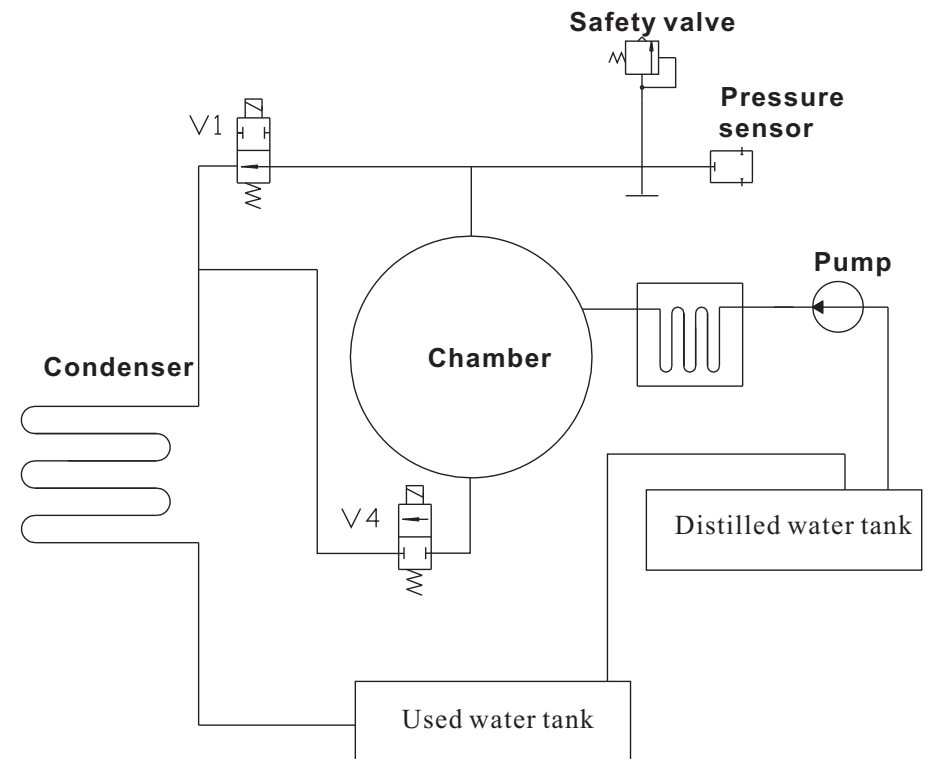 Safety valve
Pressure
sensor
V1
Pump
Condenser
Chamber
V4
Distilled water tank
Used water tank